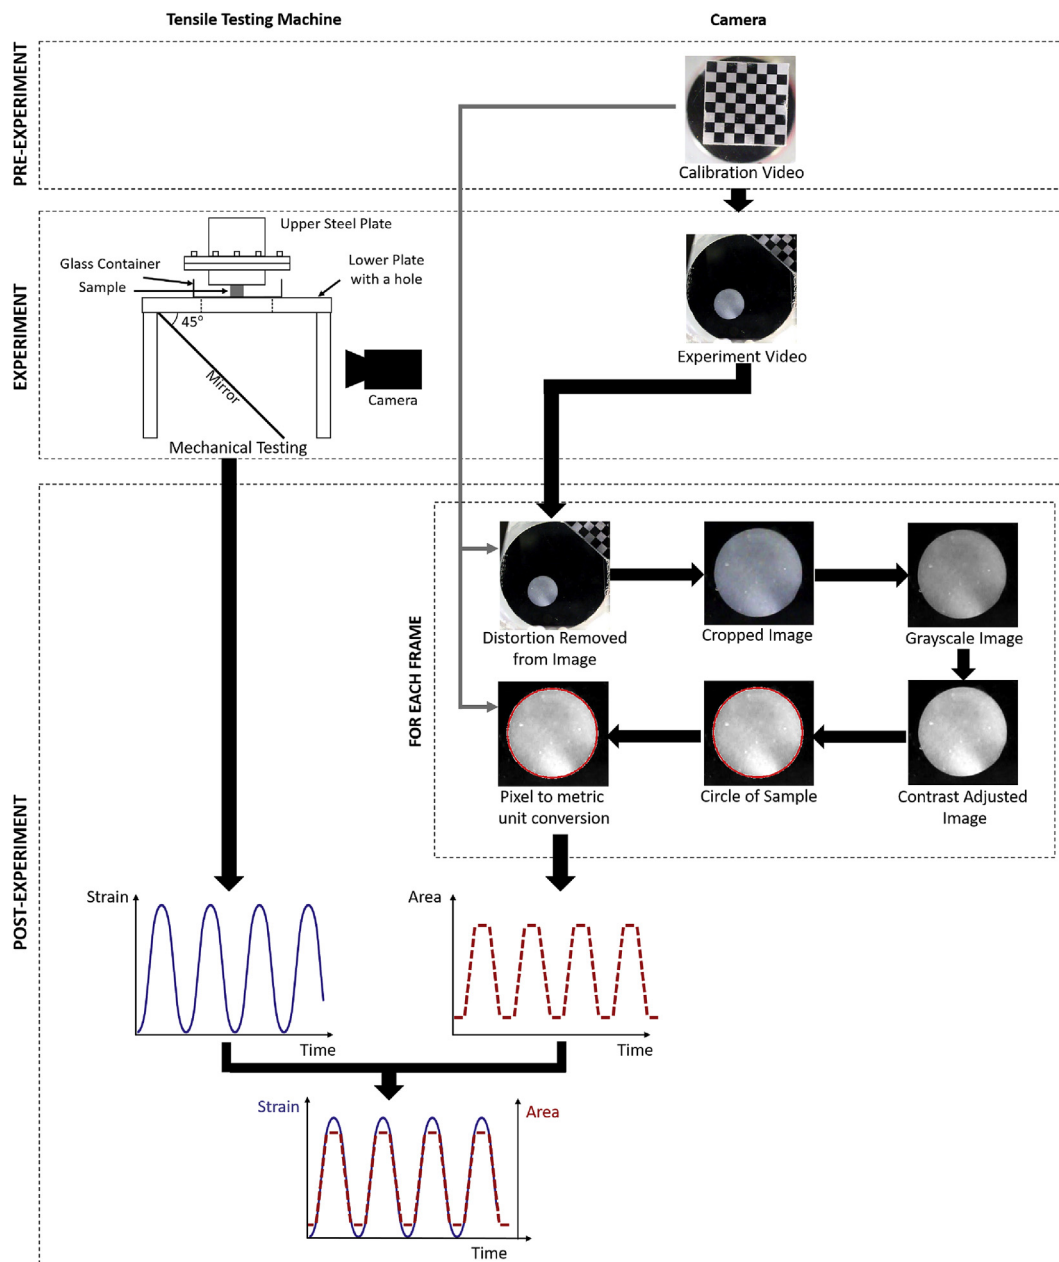 Tensile Testing Machine
Camera
PRE-EXPERIMENT
Calibration Video
EXPERIMENT
Upper Steel Plate
Glass Container
Sample
Lower Plate
with a hole
45°
Mirror
Camera
Mechanical Testing
Experiment Video
POST-EXPERIMENT
FOR EACH FRAME
Distortion Removed
from Image
Cropped Image
Grayscale Image
Pixel to metric
unit conversion
Circle of Sample
Contrast Adjusted
Image
Strain
Time
Area
Time
Strain
Area
Time